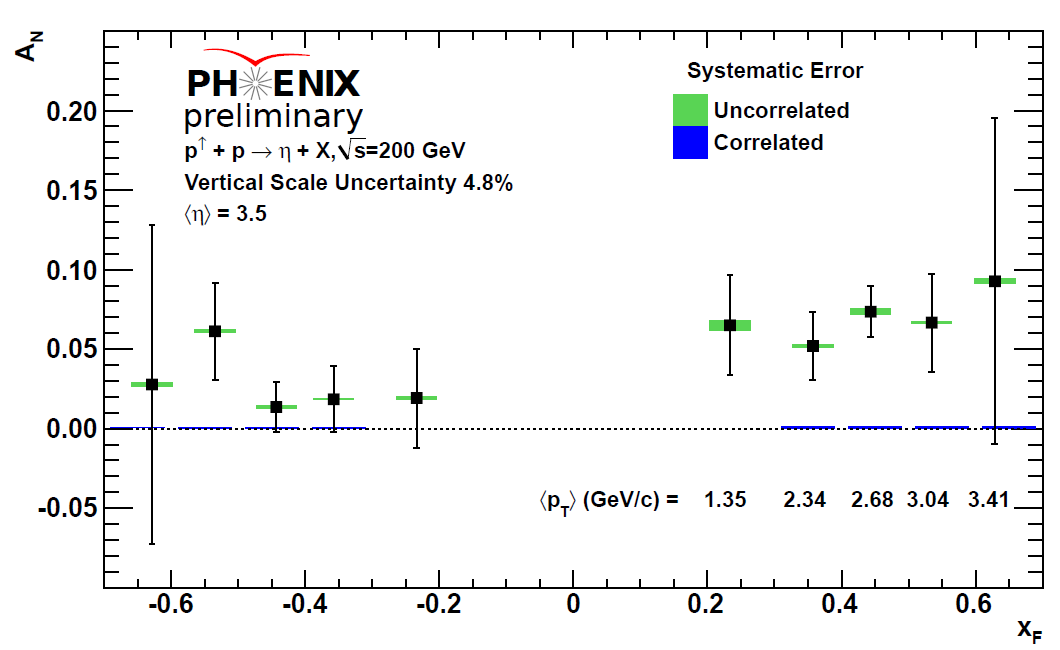 A_N
PHENIX
preliminary
p↑ + p → η + X, √s=200 GeV
Vertical Scale Uncertainty 4.8%
⟨η⟩ = 3.5
Systematic Error
Uncorrelated
Correlated
0.20
0.15
0.10
0.05
0.00
-0.05
⟨p_T⟩ (GeV/c) = 1.35 2.34 2.68 3.04 3.41
-0.6 -0.4 -0.2 0 0.2 0.4 0.6
x_F